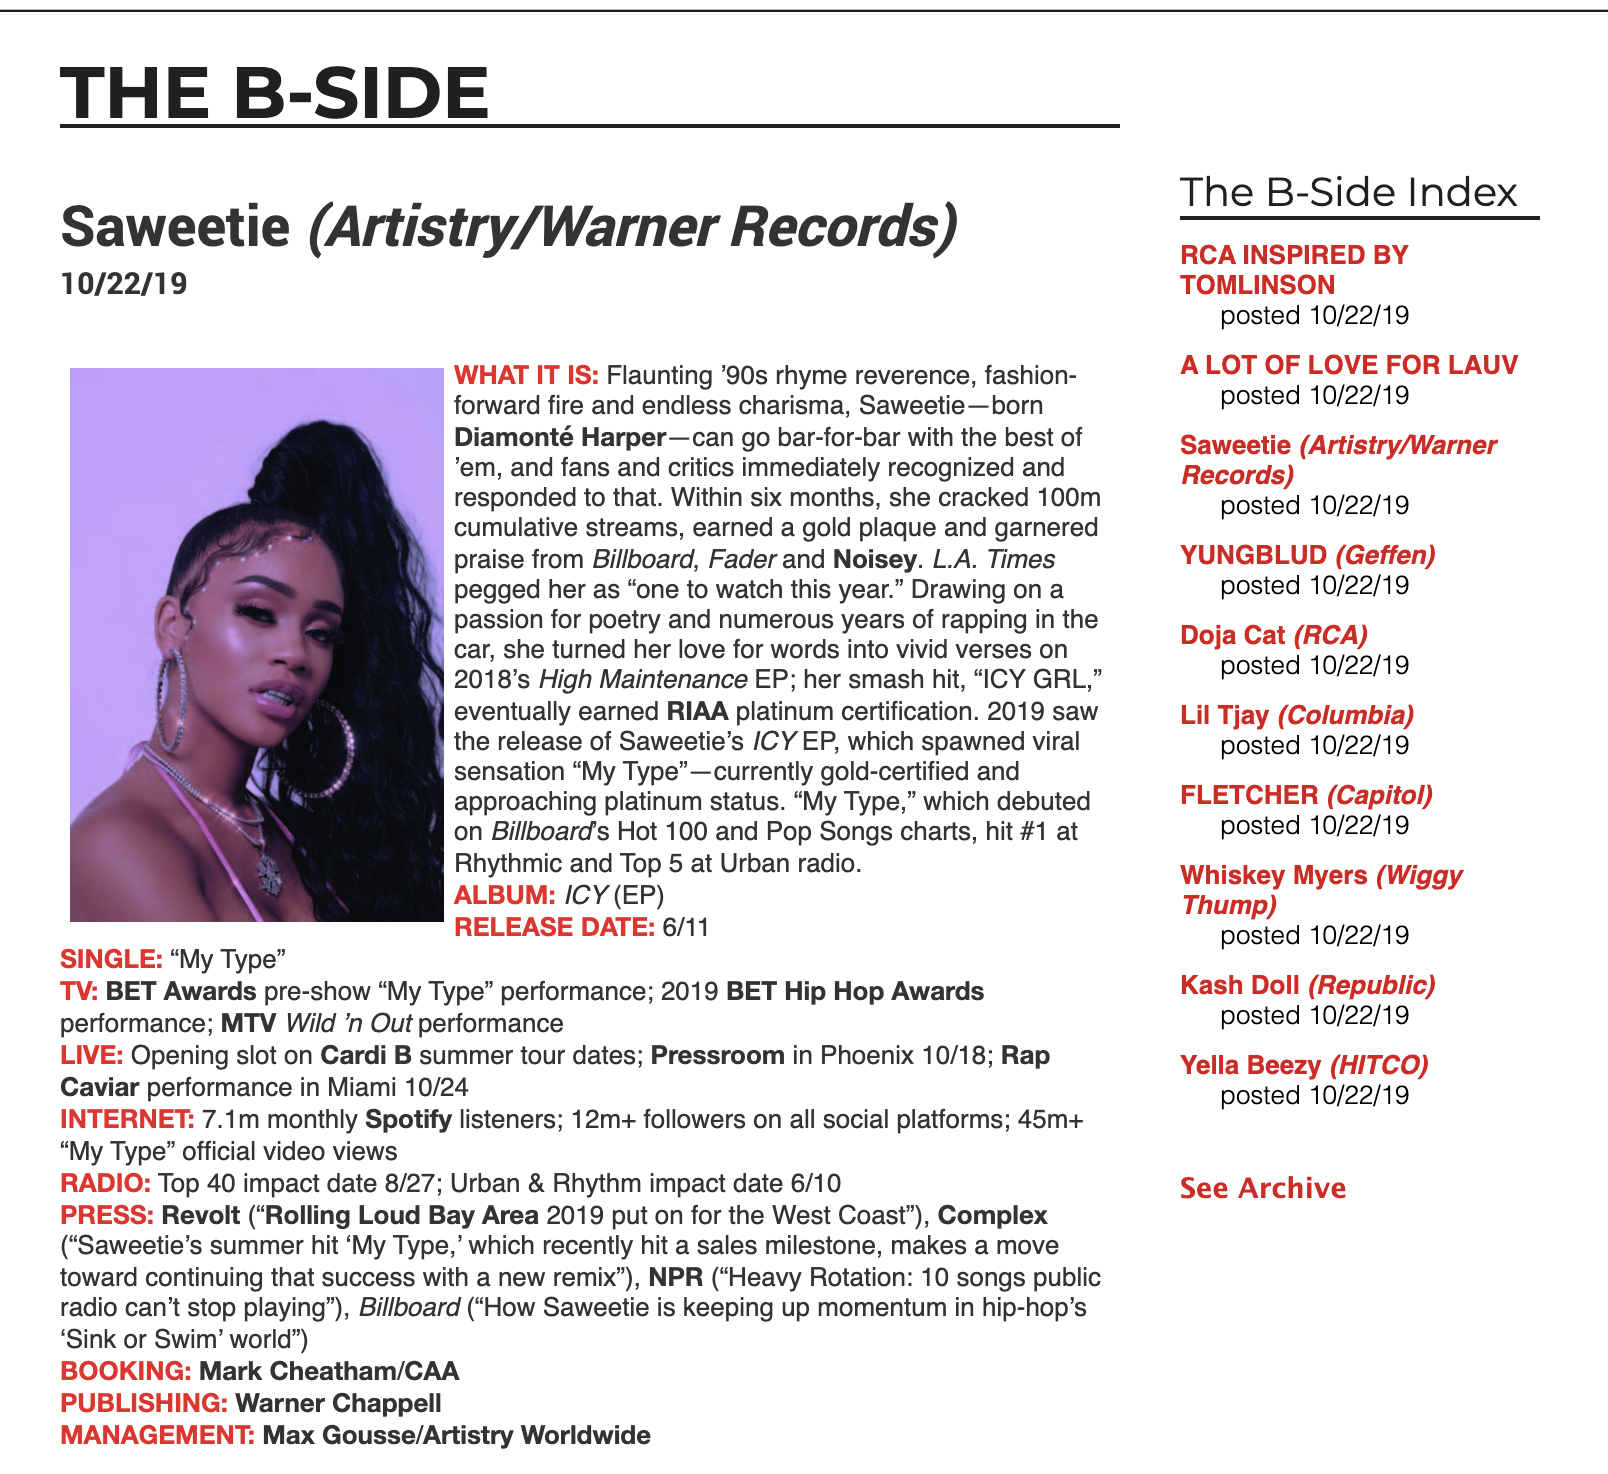 THE B-SIDE
Saweetie (Artistry/Warner Records)
10/22/19
WHAT IT IS: Flaunting ’90s rhyme reverence, fashion-
forward fire and endless charisma, Saweetie—born
Diamonté Harper—can go bar-for-bar with the best of
’em, and fans and critics immediately recognized and
responded to that. Within six months, she cracked 100m
cumulative streams, earned a gold plaque and garnered
praise from Billboard, Fader and Noisey. L.A. Times
pegged her as “one to watch this year.” Drawing on a
passion for poetry and numerous years of rapping in the
car, she turned her love for words into vivid verses on
2018’s High Maintenance EP; her smash hit, “ICY GRL,”
eventually earned RIAA platinum certification. 2019 saw
the release of Saweetie’s ICY EP, which spawned viral
sensation “My Type”—currently gold-certified and
approaching platinum status. “My Type,” which debuted
on Billboard’s Hot 100 and Pop Songs charts, hit #1 at
Rhythmic and Top 5 at Urban radio.
ALBUM: ICY (EP)
RELEASE DATE: 6/11
SINGLE: “My Type”
TV: BET Awards pre-show “My Type” performance; 2019 BET Hip Hop Awards
performance; MTV Wild ’n Out performance
LIVE: Opening slot on Cardi B summer tour dates; Pressroom in Phoenix 10/18; Rap
Caviar performance in Miami 10/24
INTERNET: 7.1m monthly Spotify listeners; 12m+ followers on all social platforms; 45m+
“My Type” official video views
RADIO: Top 40 impact date 8/27; Urban & Rhythm impact date 6/10
PRESS: Revolt (“Rolling Loud Bay Area 2019 put on for the West Coast”), Complex
(“Saweetie’s summer hit ‘My Type,’ which recently hit a sales milestone, makes a move
toward continuing that success with a new remix”), NPR (“Heavy Rotation: 10 songs public
radio can’t stop playing”), Billboard (“How Saweetie is keeping up momentum in hip-hop’s
‘Sink or Swim’ world”)
BOOKING: Mark Cheatham/CAA
PUBLISHING: Warner Chappell
MANAGEMENT: Max Gousse/Artistry Worldwide
The B-Side Index
RCA INSPIRED BY
TOMLINSON
posted 10/22/19
A LOT OF LOVE FOR LAUV
posted 10/22/19
Saweetie (Artistry/Warner
Records)
posted 10/22/19
YUNGBLUD (Geffen)
posted 10/22/19
Doja Cat (RCA)
posted 10/22/19
Lil Tjay (Columbia)
posted 10/22/19
FLETCHER (Capitol)
posted 10/22/19
Whiskey Myers (Wiggy
Thump)
posted 10/22/19
Kash Doll (Republic)
posted 10/22/19
Yella Beezy (HITCO)
posted 10/22/19
See Archive